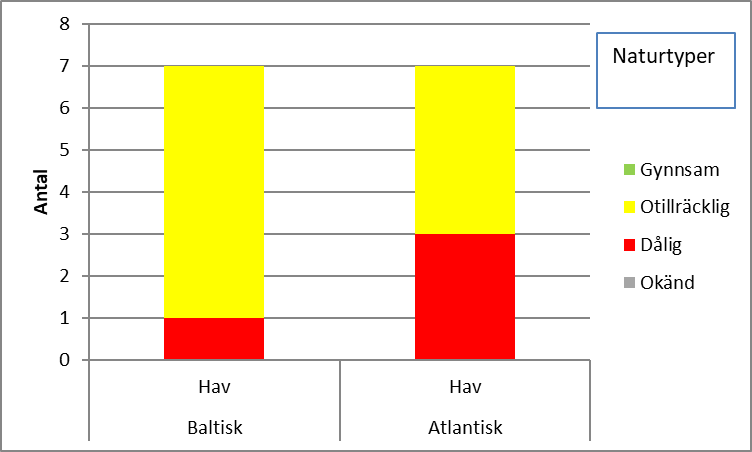 8
7
6
5
4
3
2
1
0
Antal
Hav
Hav
Baltisk
Atlantisk
Naturtyper
Gynnsam
Otillräcklig
Dålig
Okänd